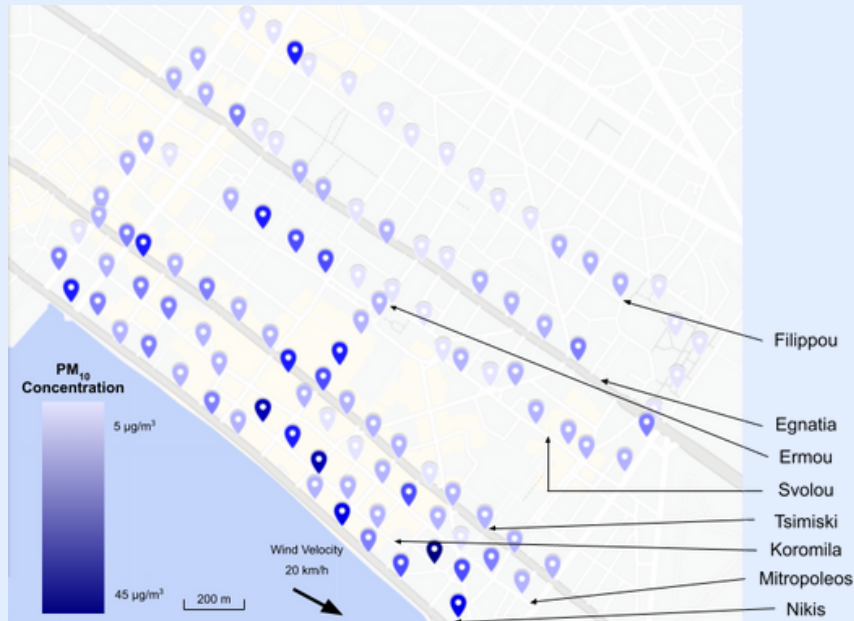 Filippou
PM₁₀
Concentration
5 μg/m³
Egnatia
Ermou
Svolou
Tsimiski
Wind Velocity
20 km/h
Koromila
Mitropoleos
45 μg/m³
200 m
Nikis